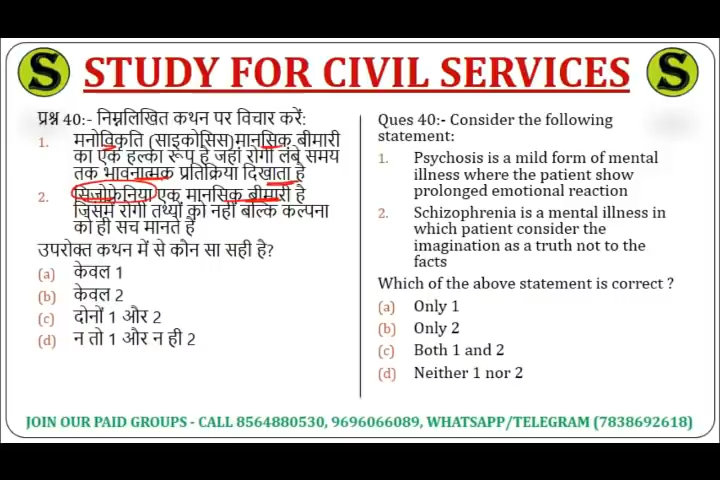 S STUDY FOR CIVIL SERVICES S
प्रश्न 40:- निम्नलिखित कथन पर विचार करें:
1. मनोविकृति (साइकोसिस)मानसिक बीमारी
का एक हल्का रूप है जहां रोगी लंबे समय
तक भावनात्मक प्रतिक्रिया दिखाता है
2. सिज़ोफ्रेनिया एक मानसिक बीमारी है
जिसमें रोगी तथ्यों को नहीं बल्कि कल्पना
को ही सच मानते हैं
उपरोक्त कथन में से कौन सा सही है?
(a) केवल 1
(b) केवल 2
(c) दोनों 1 और 2
(d) न तो 1 और न ही 2
Ques 40:- Consider the following
statement:
1. Psychosis is a mild form of mental
illness where the patient show
prolonged emotional reaction
2. Schizophrenia is a mental illness in
which patient consider the
imagination as a truth not to the
facts
Which of the above statement is correct ?
(a) Only 1
(b) Only 2
(c) Both 1 and 2
(d) Neither 1 nor 2
JOIN OUR PAID GROUPS - CALL 8564880530, 9696066089, WHATSAPP/TELEGRAM (7838692618)